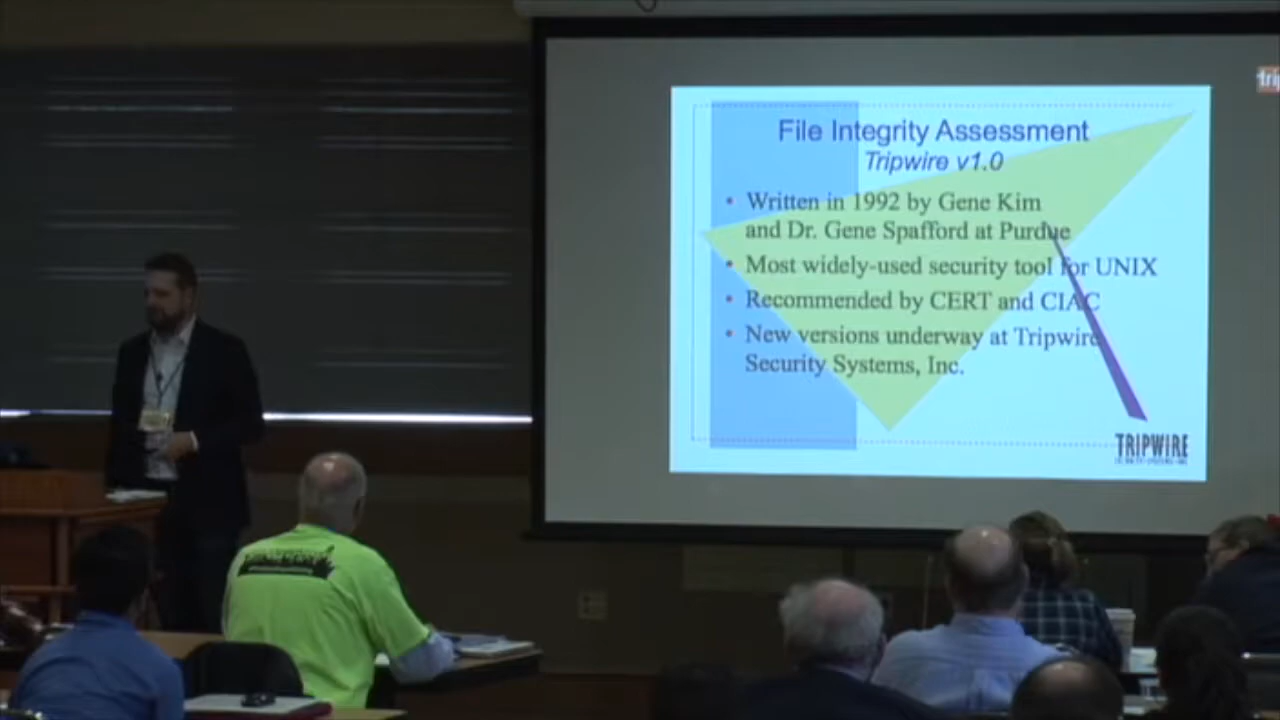 File Integrity Assessment
Tripwire v1.0
• Written in 1992 by Gene Kim
and Dr. Gene Spafford at Purdue
• Most widely-used security tool for UNIX
• Recommended by CERT and CIAC
• New versions underway at Tripwire
Security Systems, Inc.
TRIPWIRE